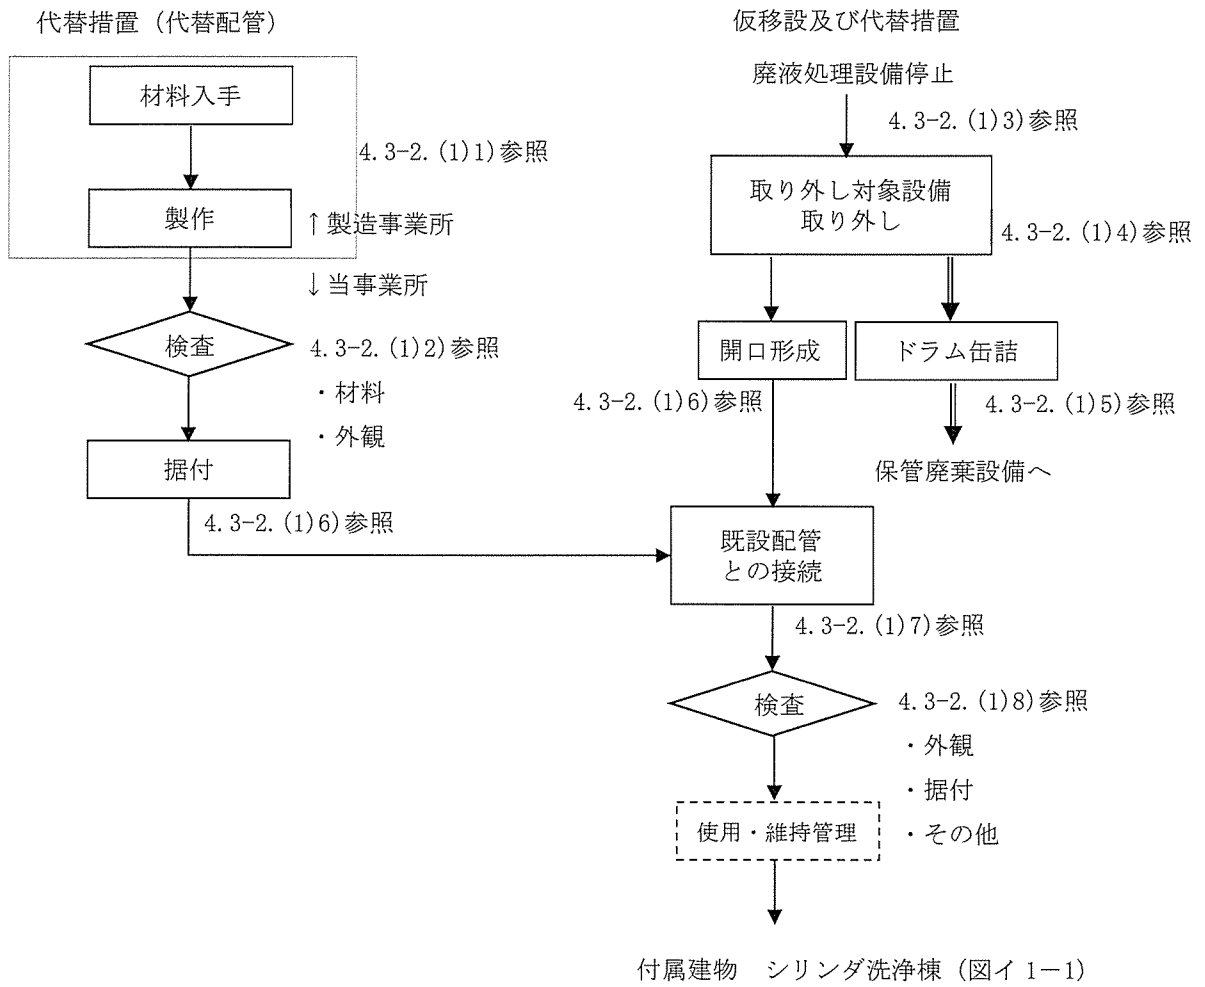 代替措置（代替配管）
材料入手
4.3-2.(1)1)参照
製作
↑製造事業所
↓当事業所
検査
4.3-2.(1)2)参照
・材料
・外観
据付
4.3-2.(1)6)参照
仮移設及び代替措置
廃液処理設備停止
4.3-2.(1)3)参照
取り外し対象設備
取り外し
4.3-2.(1)4)参照
開口形成
ドラム缶詰
4.3-2.(1)6)参照
4.3-2.(1)5)参照
保管廃棄設備へ
既設配管
との接続
4.3-2.(1)7)参照
検査
4.3-2.(1)8)参照
・外観
・据付
・その他
使用・維持管理
付属建物　シリンダ洗浄棟（図イ1－1）